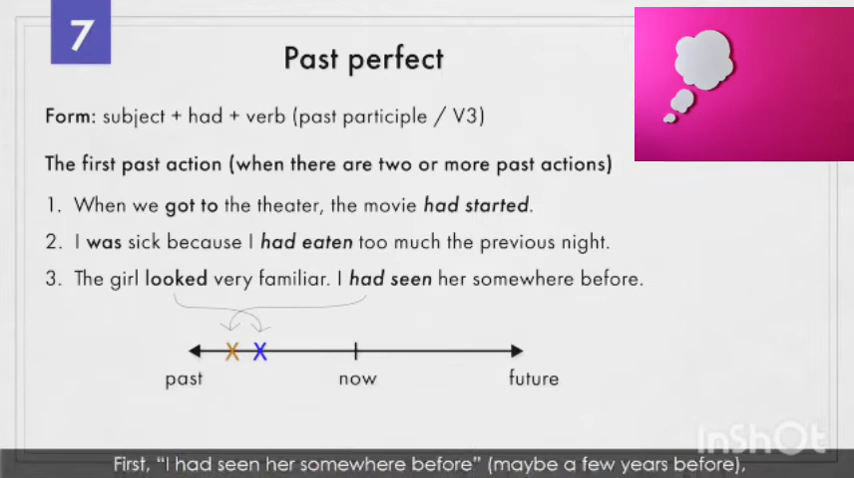 7
Past perfect
Form: subject + had + verb (past participle / V3)
The first past action (when there are two or more past actions)
1. When we got to the theater, the movie had started.
2. I was sick because I had eaten too much the previous night.
3. The girl looked very familiar. I had seen her somewhere before.
X X
past now future
InShOt
First, “I had seen her somewhere before” (maybe a few years before),